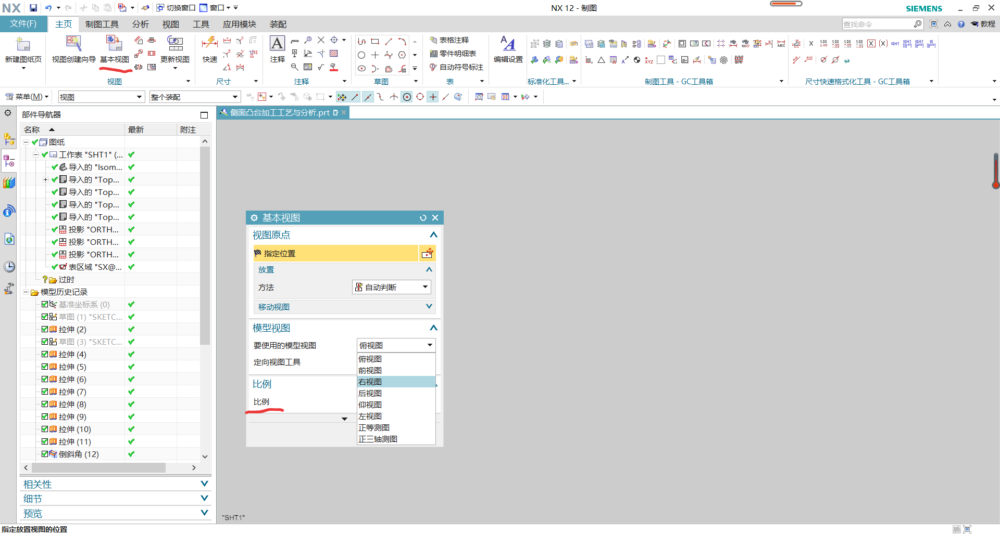 NX 切换窗口 窗口 NX 12 - 制图 SIEMENS
文件(F) 主页 制图工具 分析 视图 工具 应用模块 装配 查找命令 教程
新建图纸页 视图创建向导 基本视图 更新视图 快速 注释 表格注释 零件明细表 自动符号标注 编辑设置
视图 尺寸 注释 草图 表 标准化工具... 制图工具 - GC工具箱 尺寸快速格式化工具 - GC工具箱
菜单(M) 视图 整个装配
部件导航器
侧面凸台加工工艺与分析.prt
名称 最新 附注
图纸
工作表 "SHT1" (...
导入的 "Isom...
导入的 "Top...
导入的 "Top...
导入的 "Top...
导入的 "Top...
投影 "ORTH...
投影 "ORTH...
投影 "ORTH...
表区域 "SX@...
过时
模型历史记录
基准坐标系 (0)
草图 (1) "SKETC...
拉伸 (2)
草图 (3) "SKETC...
拉伸 (4)
拉伸 (5)
拉伸 (6)
拉伸 (7)
拉伸 (8)
拉伸 (9)
拉伸 (10)
拉伸 (11)
倒斜角 (12)
相关性
细节
预览
基本视图
视图原点
指定位置
放置
方法 自动判断
移动视图
模型视图
要使用的模型视图 俯视图
定向视图工具
俯视图
前视图
右视图
后视图
仰视图
左视图
正等测图
正三轴测图
比例
比例
"SHT1"
指定放置视图的位置